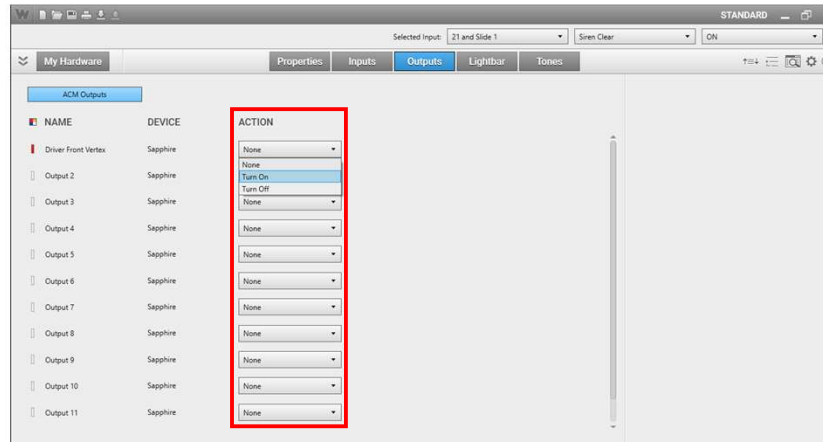 W STANDARD
Selected Input: 21 and Slide 1 Siren Clear ON
My Hardware Properties Inputs Outputs Lightbar Tones
ACM Outputs
NAME DEVICE ACTION
Driver Front Vertex Sapphire None
None
Output 2 Sapphire Turn On
Turn Off
Output 3 Sapphire None
Output 4 Sapphire None
Output 5 Sapphire None
Output 6 Sapphire None
Output 7 Sapphire None
Output 8 Sapphire None
Output 9 Sapphire None
Output 10 Sapphire None
Output 11 Sapphire None